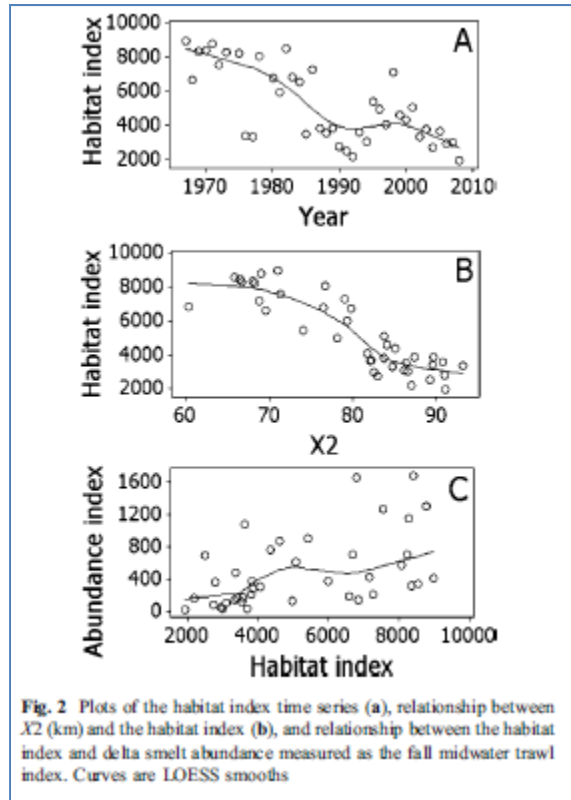 A
Habitat index
10000
8000
6000
4000
2000
1970 1980 1990 2000 2010
Year
B
Habitat index
10000
8000
6000
4000
2000
60 70 80 90
X2
C
Abundance index
1600
1200
800
400
0
2000 4000 6000 8000 10000
Habitat index
Fig. 2 Plots of the habitat index time series (a), relationship between
X2 (km) and the habitat index (b), and relationship between the habitat
index and delta smelt abundance measured as the fall midwater trawl
index. Curves are LOESS smooths